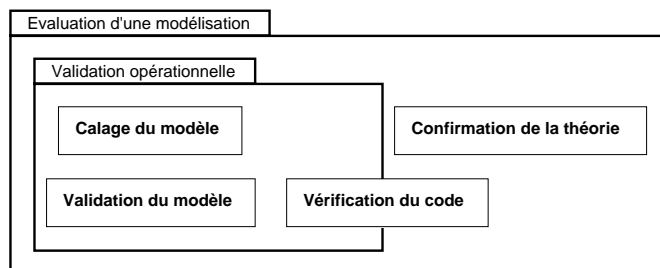 Evaluation d'une modélisation
Validation opérationnelle
Calage du modèle
Confirmation de la théorie
Validation du modèle
Vérification du code